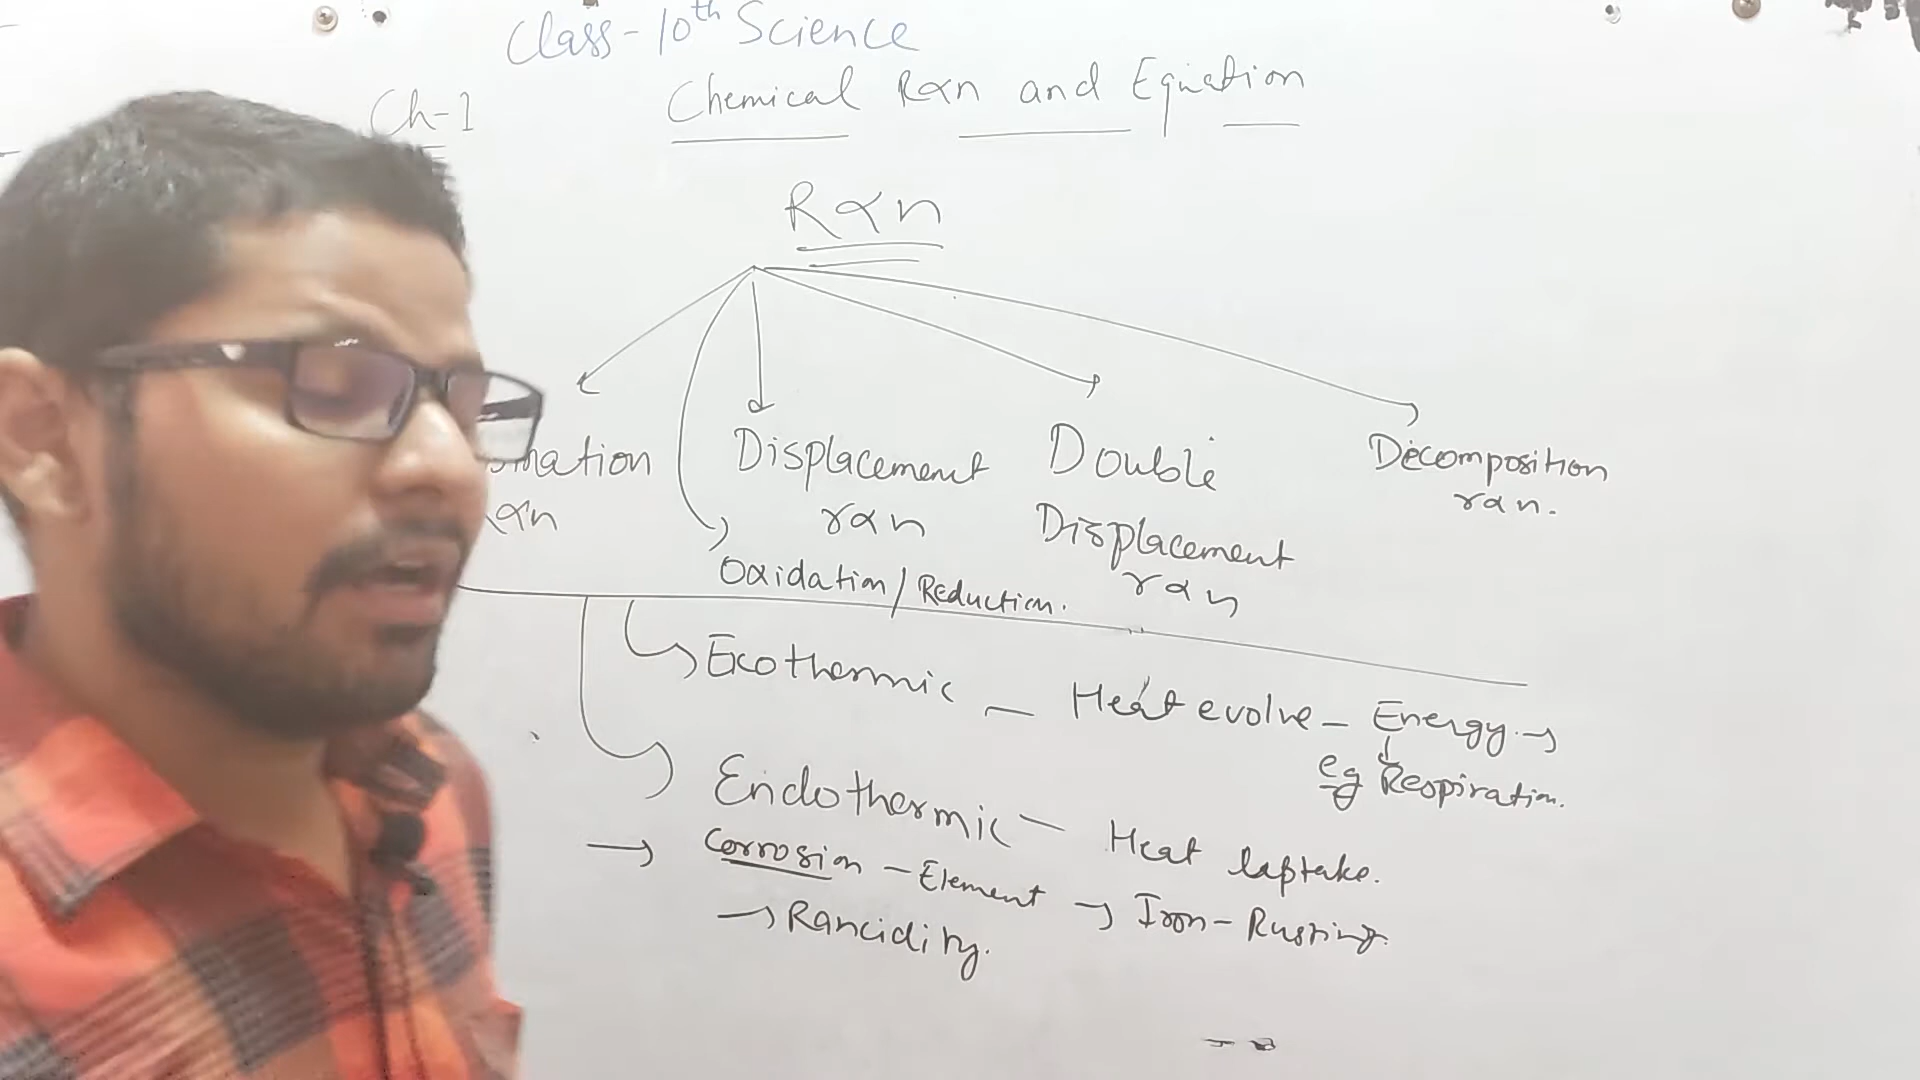 Class-10th Science
Ch-1 Chemical Rxn and Equation
Rxn
Displacement rxn
Double Displacement rxn
Decomposition rxn.
Oxidation/Reduction.
Exothermic - Heat evolve - Energy →
eg Respiration.
Endothermic - Heat uptake.
→ Corrosion - Element → Iron - Rusting.
→ Rancidity.